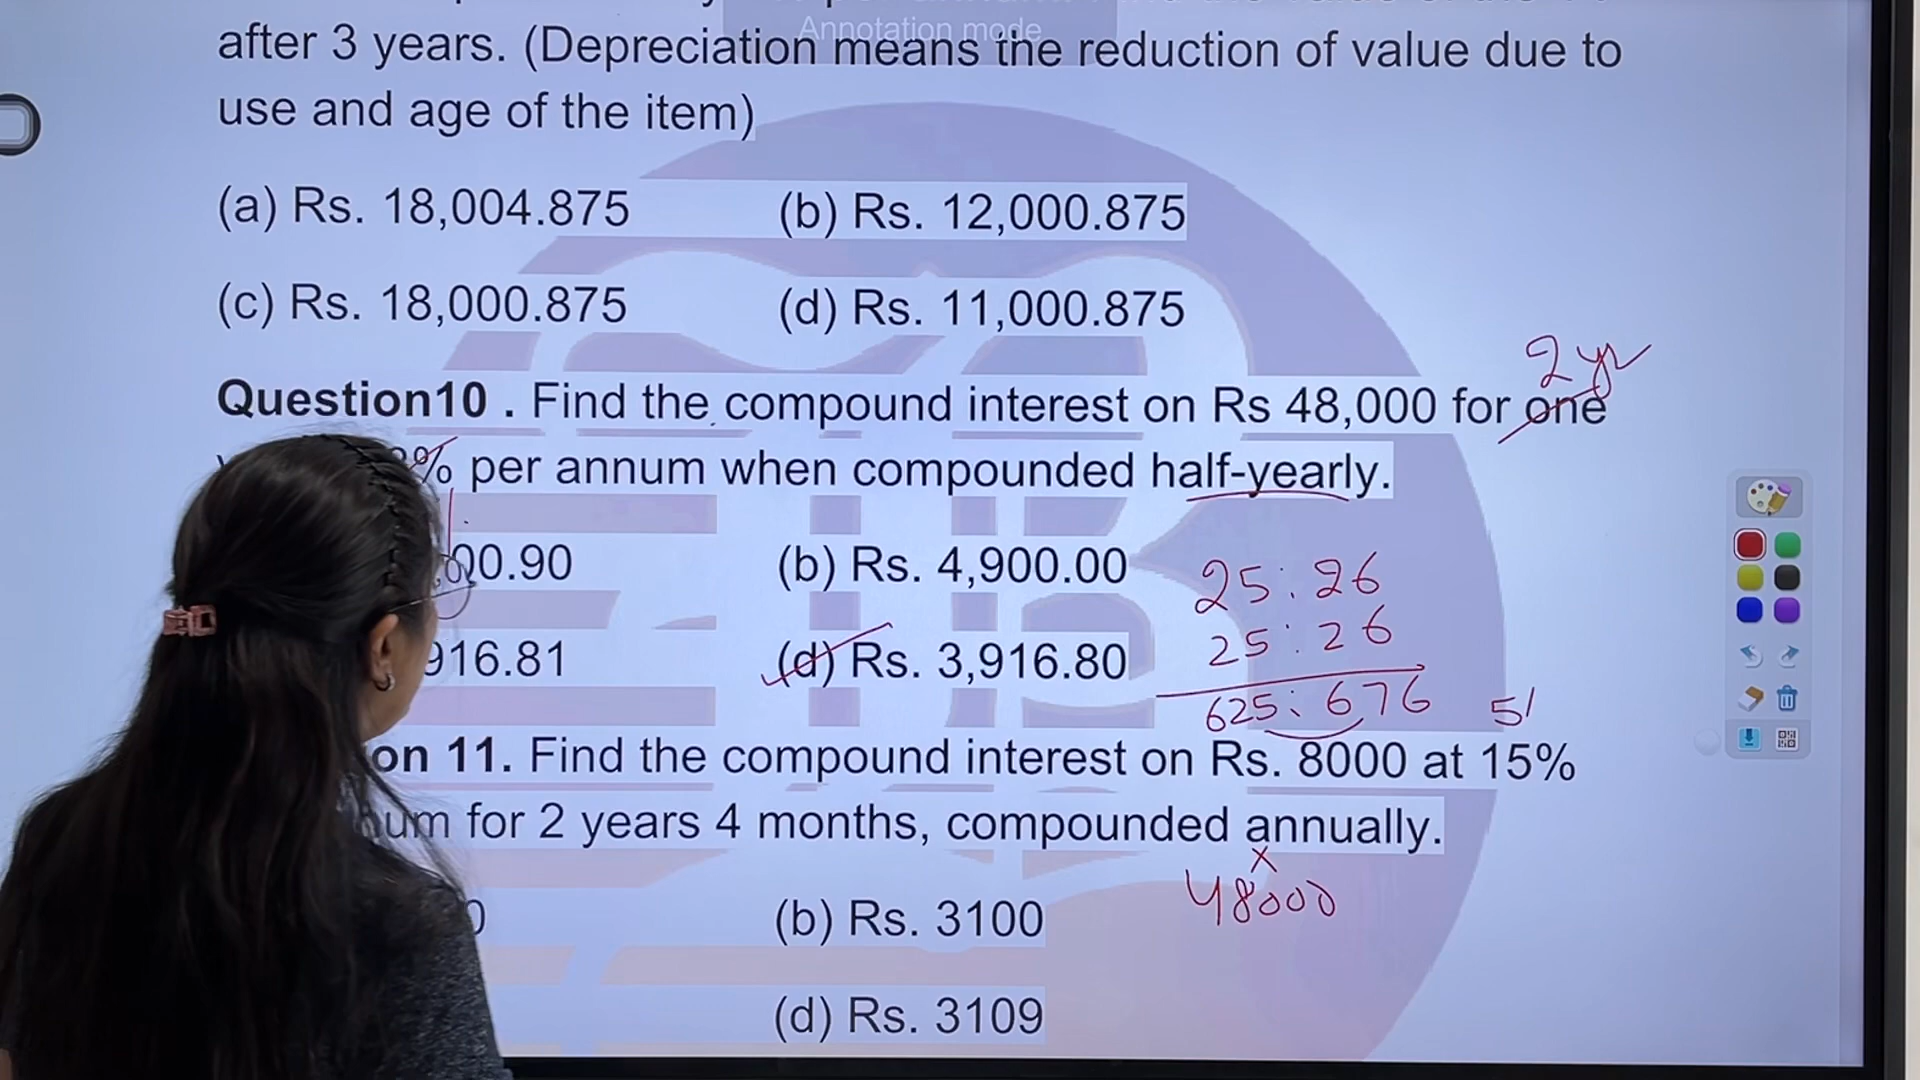 Annotation mode
after 3 years. (Depreciation means the reduction of value due to
use and age of the item)
(a) Rs. 18,004.875 (b) Rs. 12,000.875
(c) Rs. 18,000.875 (d) Rs. 11,000.875
2 yr
Question10 . Find the compound interest on Rs 48,000 for one
% per annum when compounded half-yearly.
00.90 (b) Rs. 4,900.00
25:26
25:26
916.81 (d) Rs. 3,916.80
625:676 51
on 11. Find the compound interest on Rs. 8000 at 15%
um for 2 years 4 months, compounded annually.
x
48000
0 (b) Rs. 3100
(d) Rs. 3109